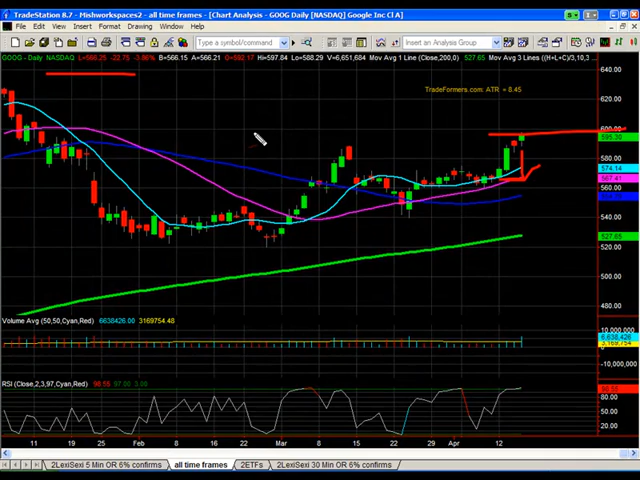 TradeStation 8.7 - Mishworkspaces2 - all time frames - [Chart Analysis - GOOG Daily [NASDAQ] Google Inc Cl A]
File Edit View Insert Format Drawing Window Help
Type a symbol/command
Insert an Analysis Group
GOOG - Daily NASDAQ L=566.25 -22.75 -3.86% B=566.15 A=566.21 O=592.17 Hi=597.84 Lo=588.29 V=6,651,684 Mov Avg 1 Line (Close,200,0) 527.65 Mov Avg 3 Lines ((H+L+C)/3,10,3
TradeFormers.com: ATR = 8.45
640.00
620.00
600.00
595.30
580.00
574.14
567.41
540.00
527.65
520.00
500.00
480.00
Volume Avg (50,50,Cyan,Red) 6638426.00 3169754.48
10,000,000
6,638,426
3,169,754
-10,000,00
RSI (Close,2,3,97,Cyan,Red) 98.55 97.00 3.00
98.55
80.00
60.00
40.00
20.00
11 19 25 Feb 8 16 22 Mar 8 15 22 29 Apr 12
2LexiSexi 5 Min OR 6% confirms all time frames 2ETFs 2LexiSexi 30 Min OR 6% confirms